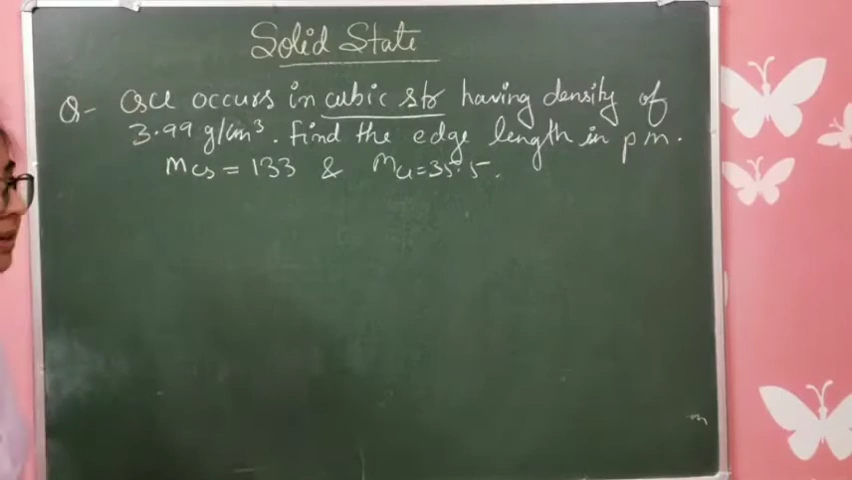 Solid State
Q- CsCl occurs in cubic str having density of
3.99 g/cm³. Find the edge length in pm.
Mcs = 133 & Mcl = 35.5.